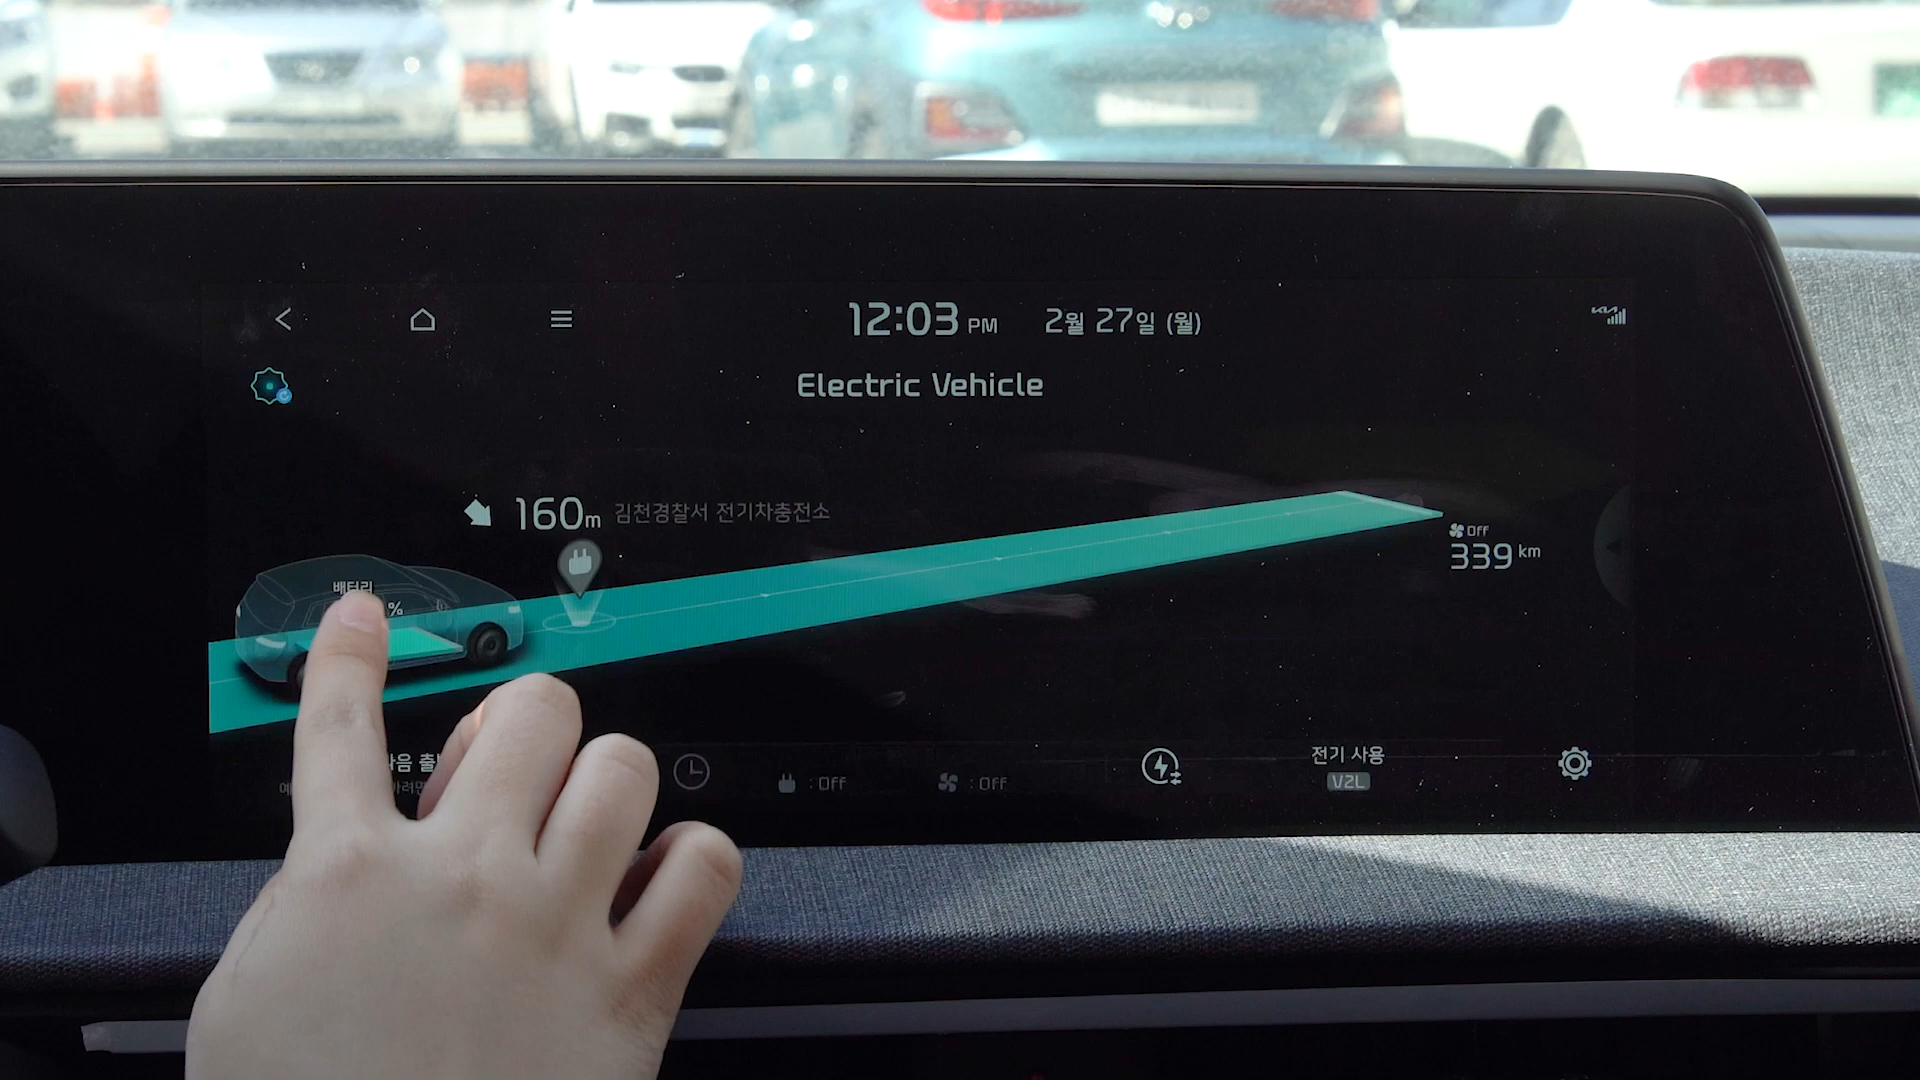 12:03 PM 2월 27일 (월)
Electric Vehicle
160m 김천경찰서 전기차충전소
Off
339 km
배터리
%
: Off
: Off
전기 사용
V2L